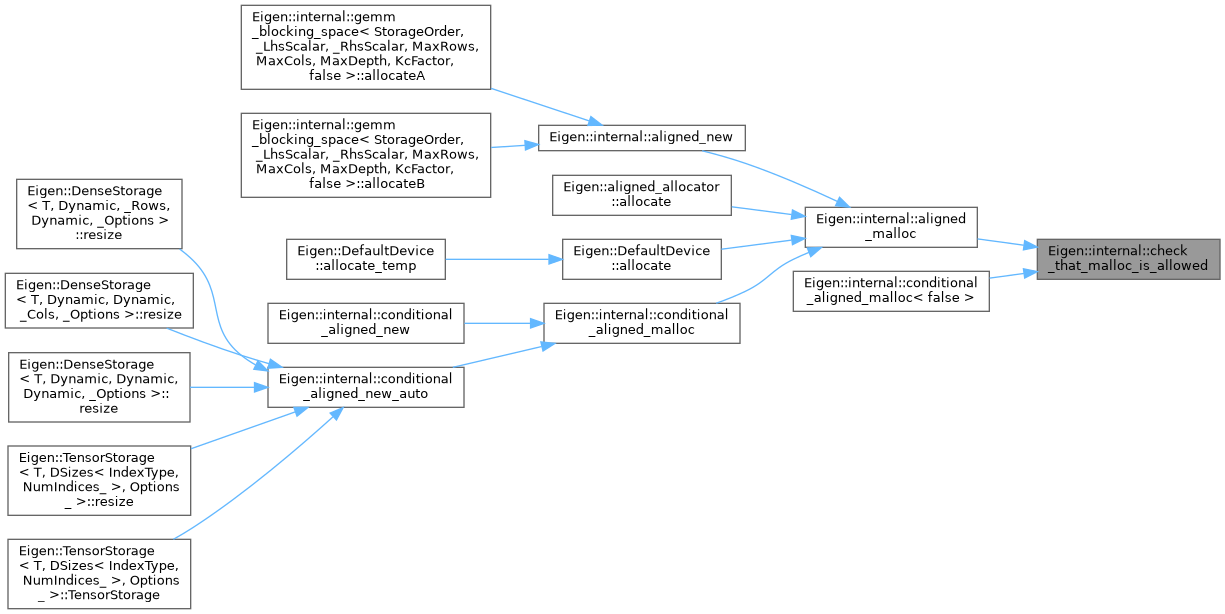 Eigen::internal::gemm
_blocking_space< StorageOrder,
_LhsScalar, _RhsScalar, MaxRows,
MaxCols, MaxDepth, KcFactor,
false >::allocateA
Eigen::internal::gemm
_blocking_space< StorageOrder,
_LhsScalar, _RhsScalar, MaxRows,
MaxCols, MaxDepth, KcFactor,
false >::allocateB
Eigen::internal::aligned_new
Eigen::DenseStorage
< T, Dynamic, _Rows,
Dynamic, _Options >
::resize
Eigen::aligned_allocator
::allocate
Eigen::internal::aligned
_malloc
Eigen::DefaultDevice
::allocate_temp
Eigen::DefaultDevice
::allocate
Eigen::internal::check
_that_malloc_is_allowed
Eigen::DenseStorage
< T, Dynamic, Dynamic,
_Cols, _Options >::resize
Eigen::internal::conditional
_aligned_malloc< false >
Eigen::internal::conditional
_aligned_new
Eigen::internal::conditional
_aligned_malloc
Eigen::DenseStorage
< T, Dynamic, Dynamic,
Dynamic, _Options >::
resize
Eigen::internal::conditional
_aligned_new_auto
Eigen::TensorStorage
< T, DSizes< IndexType,
NumIndices_ >, Options
_ >::resize
Eigen::TensorStorage
< T, DSizes< IndexType,
NumIndices_ >, Options
_ >::TensorStorage